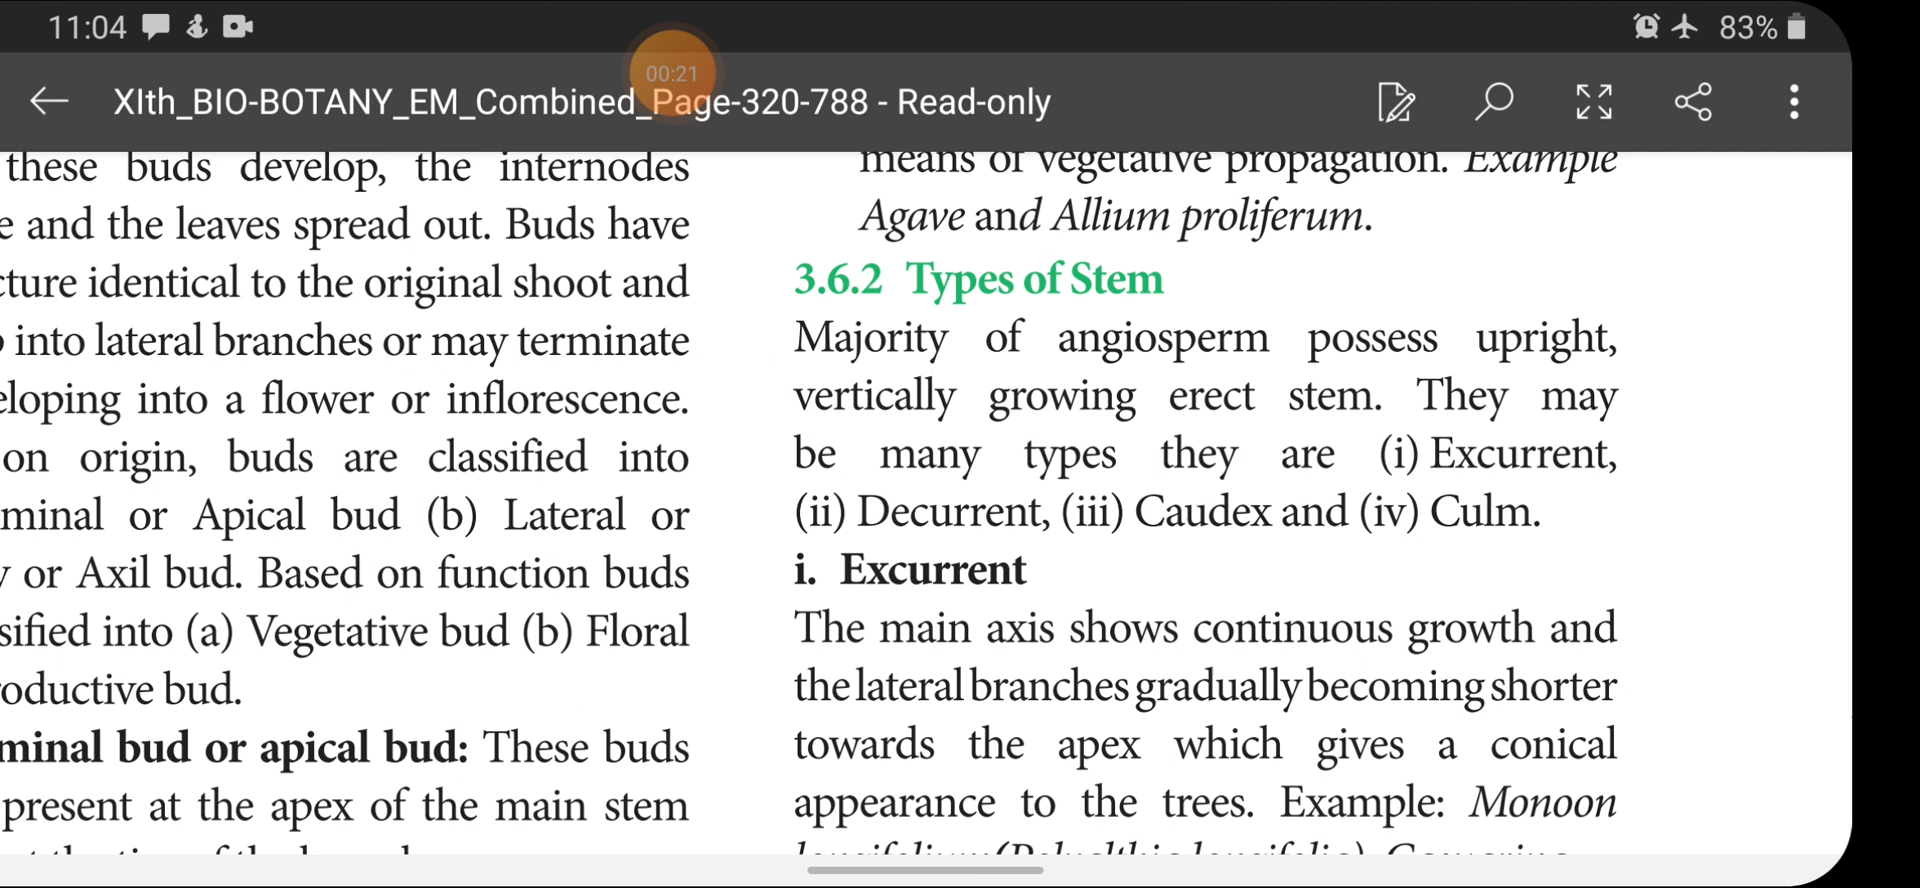 11:04
83%
00:21
XIth_BIO-BOTANY_EM_Combined_Page-320-788 - Read-only
these buds develop, the internodes
e and the leaves spread out. Buds have
cture identical to the original shoot and
into lateral branches or may terminate
eloping into a flower or inflorescence.
on origin, buds are classified into
minal or Apical bud (b) Lateral or
or Axil bud. Based on function buds
sified into (a) Vegetative bud (b) Floral
roductive bud.
minal bud or apical bud: These buds
present at the apex of the main stem
means of vegetative propagation. Example
Agave and Allium proliferum.
3.6.2 Types of Stem
Majority of angiosperm possess upright,
vertically growing erect stem. They may
be many types they are (i) Excurrent,
(ii) Decurrent, (iii) Caudex and (iv) Culm.
i. Excurrent
The main axis shows continuous growth and
the lateral branches gradually becoming shorter
towards the apex which gives a conical
appearance to the trees. Example: Monoon